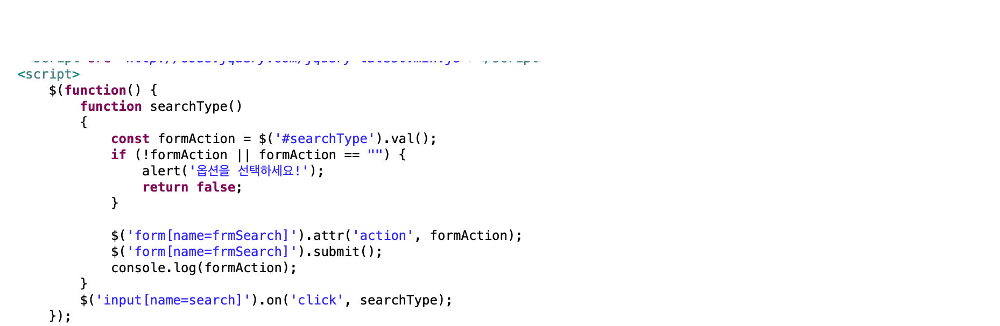 <script>
    $(function() {
        function searchType()
        {
            const formAction = $('#searchType').val();
            if (!formAction || formAction == "") {
                alert('옵션을 선택하세요!');
                return false;
            }
            $('form[name=frmSearch]').attr('action', formAction);
            $('form[name=frmSearch]').submit();
            console.log(formAction);
        }
        $('input[name=search]').on('click', searchType);
    });